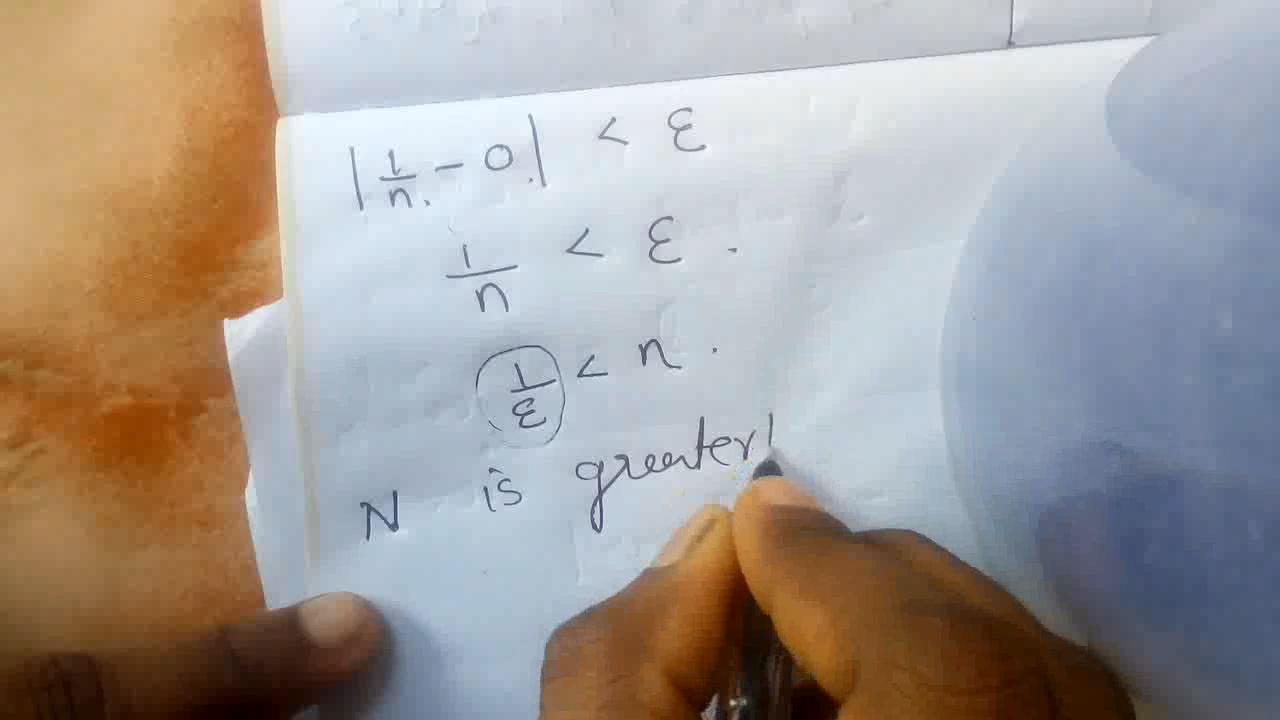 |1/n - 0| < ε
1/n < ε.
1/ε < n.
N is greater